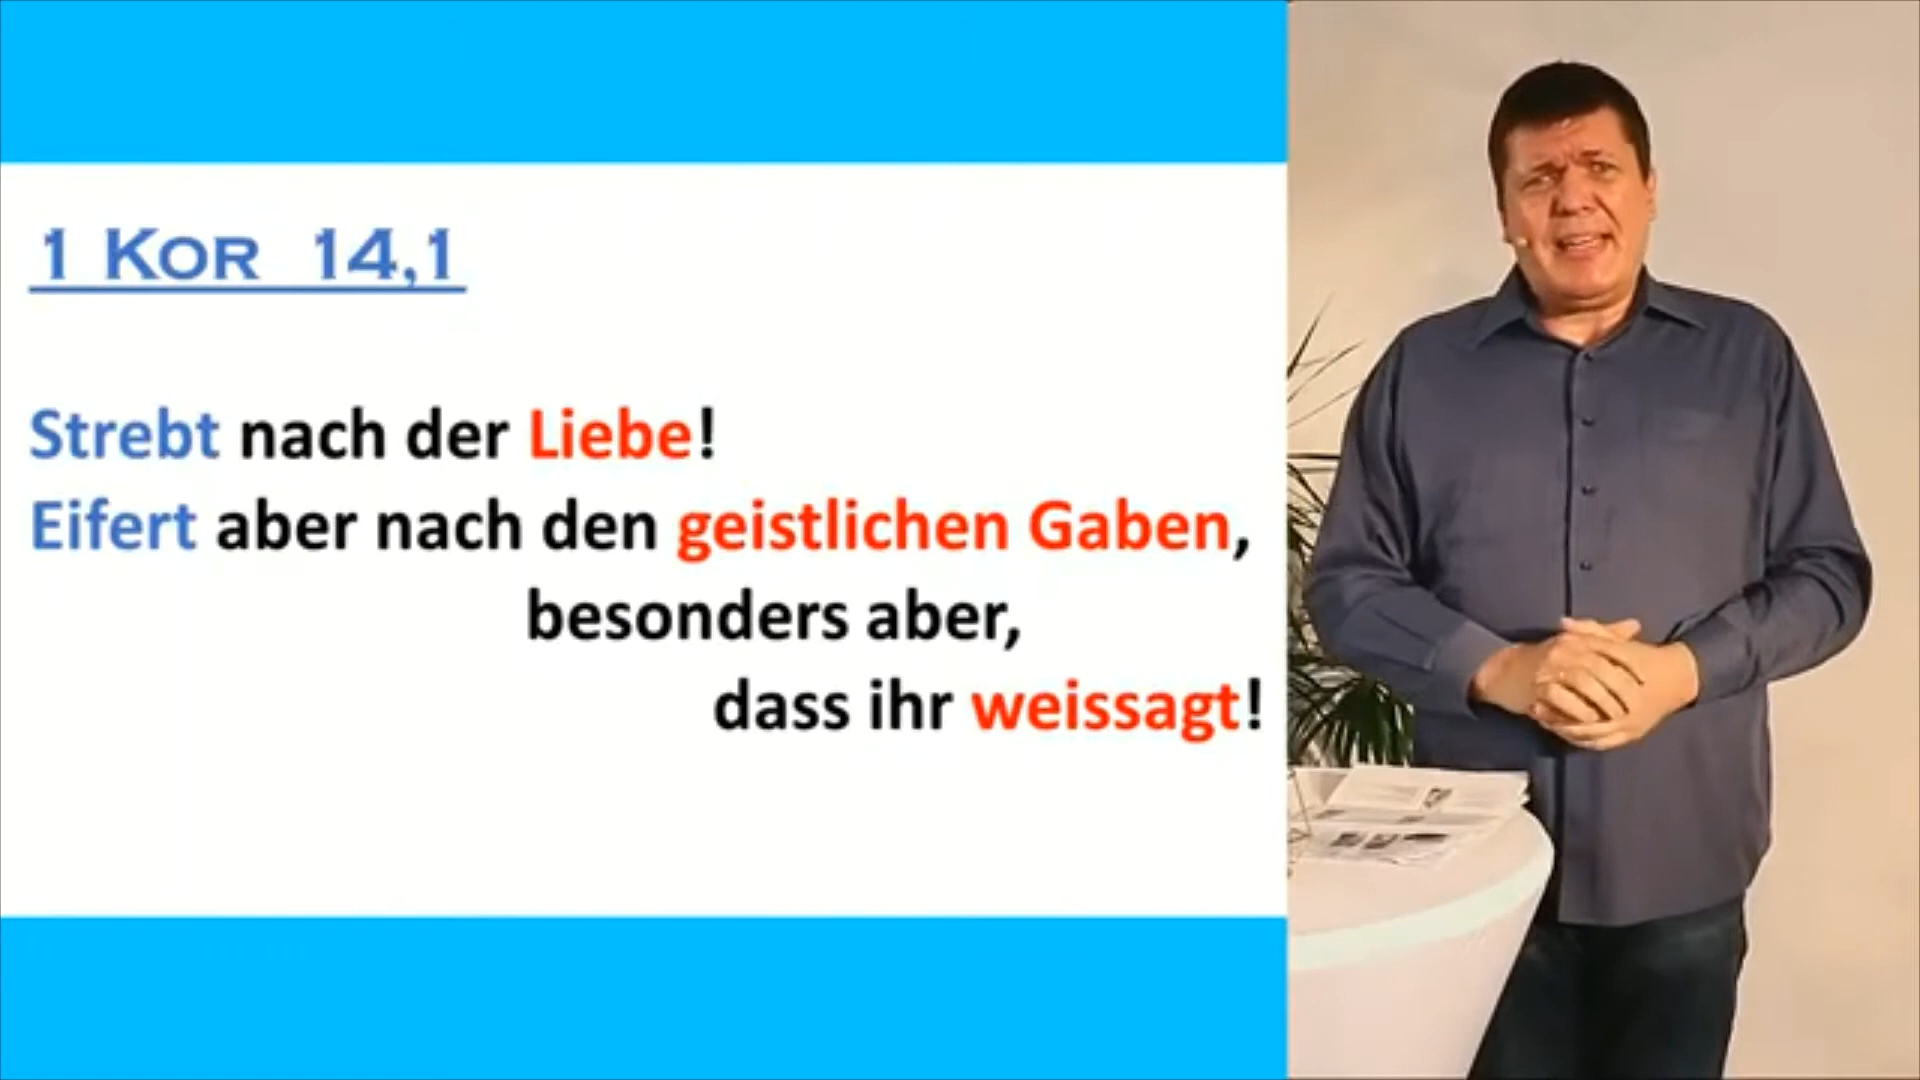 1 Kor 14,1
Strebt nach der Liebe!
Eifert aber nach den geistlichen Gaben,
besonders aber,
dass ihr weissagt!